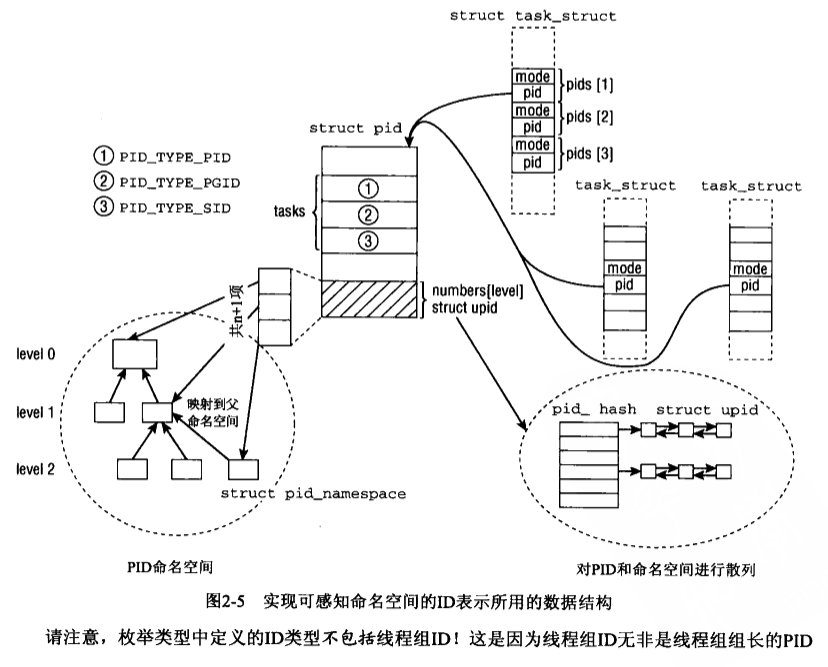 struct task_struct
mode
pid
pids [1]
mode
pid
pids [2]
mode
pid
pids [3]
struct pid
① PID_TYPE_PID
② PID_TYPE_PGID
③ PID_TYPE_SID
tasks
①
②
③
task_struct
task_struct
mode
pid
mode
pid
numbers[level]
struct upid
共n+1项
level 0
level 1
level 2
映射到父
命名空间
struct pid_namespace
pid_ hash
struct upid
PID命名空间
对PID和命名空间进行散列
图2-5 实现可感知命名空间的ID表示所用的数据结构
请注意，枚举类型中定义的ID类型不包括线程组ID！这是因为线程组ID无非是线程组组长的PID